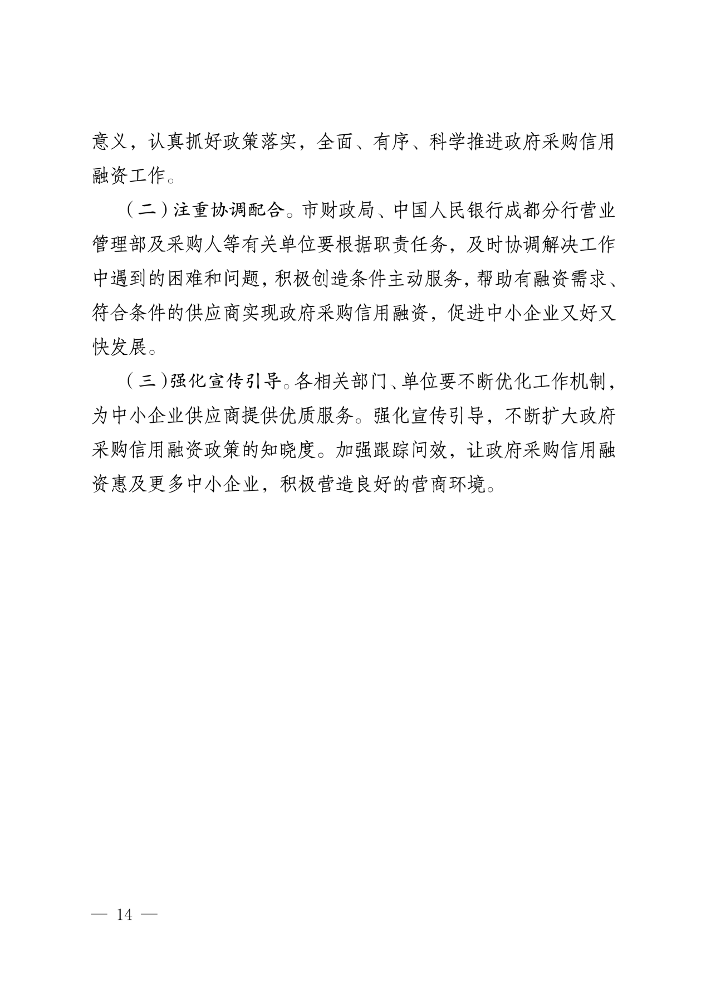 意义，认真抓好政策落实，全面、有序、科学推进政府采购信用
融资工作。
（二）注重协调配合。市财政局、中国人民银行成都分行营业
管理部及采购人等有关单位要根据职责任务，及时协调解决工作
中遇到的困难和问题，积极创造条件主动服务，帮助有融资需求、
符合条件的供应商实现政府采购信用融资，促进中小企业又好又
快发展。
（三）强化宣传引导。各相关部门、单位要不断优化工作机制，
为中小企业供应商提供优质服务。强化宣传引导，不断扩大政府
采购信用融资政策的知晓度。加强跟踪问效，让政府采购信用融
资惠及更多中小企业，积极营造良好的营商环境。
— 14 —